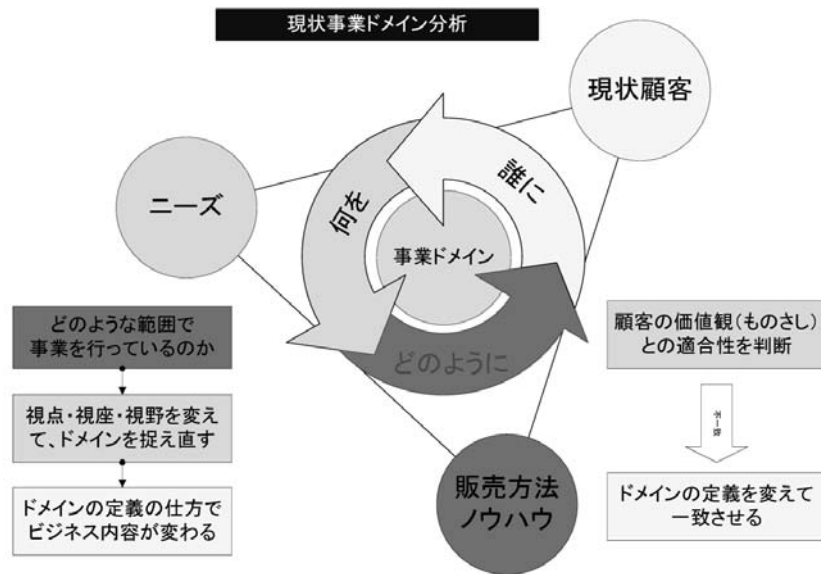 現状事業ドメイン分析
現状顧客
ニーズ
誰に
何を
事業ドメイン
どのように
販売方法
ノウハウ
どのような範囲で
事業を行っているのか
視点・視座・視野を変え
て、ドメインを捉え直す
ドメインの定義の仕方で
ビジネス内容が変わる
顧客の価値観(ものさし)
との適合性を判断
不一致
ドメインの定義を変えて
一致させる